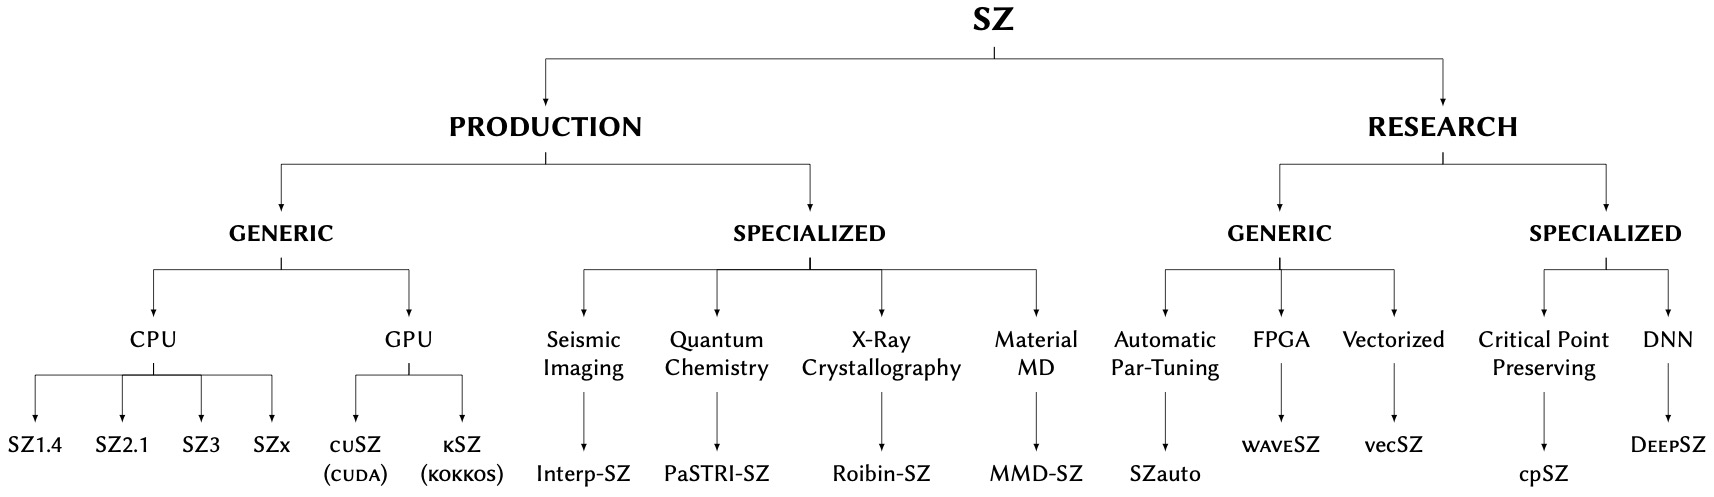 SZ
PRODUCTION RESEARCH
GENERIC SPECIALIZED GENERIC SPECIALIZED
CPU GPU Seismic Quantum X-Ray Material Automatic FPGA Vectorized Critical Point DNN
Imaging Chemistry Crystallography MD Par-Tuning Preserving
SZ1.4 SZ2.1 SZ3 SZx cuSZ κSZ waveSZ vecSZ DeepSZ
(cuda) (kokkos) Interp-SZ PaSTRI-SZ Roibin-SZ MMD-SZ SZauto cpSZ